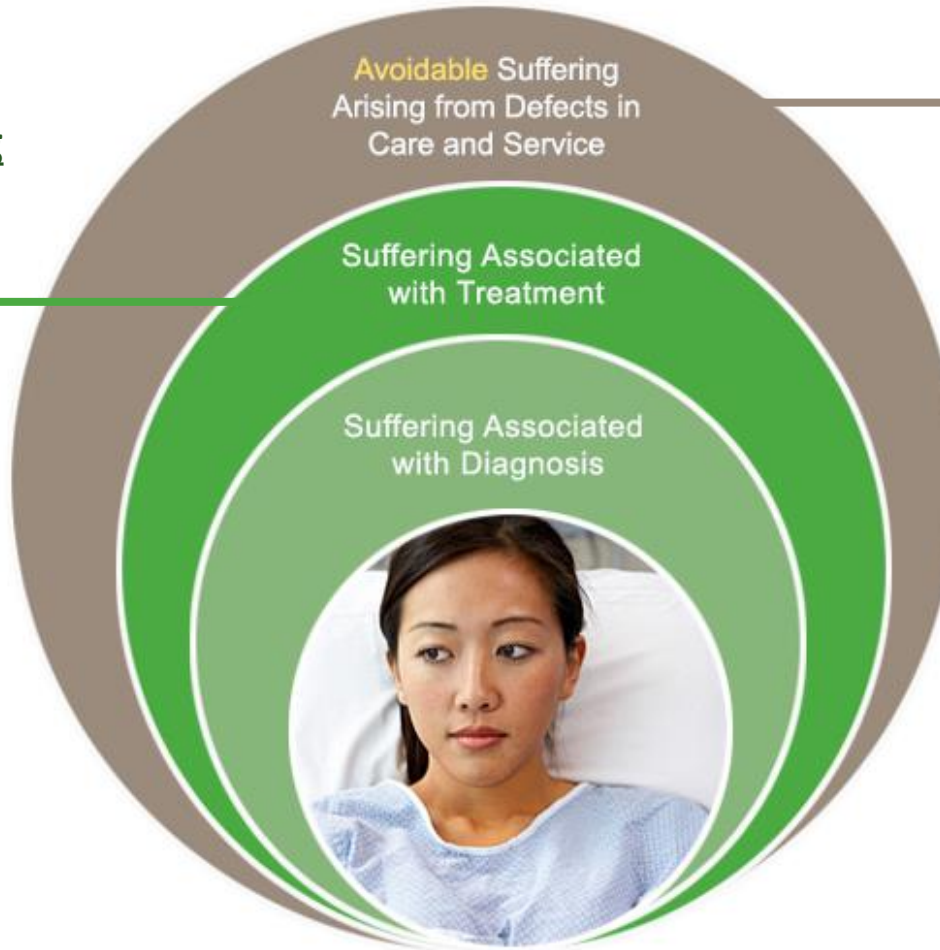 Avoidable Suffering
Arising from Defects in
Care and Service
Suffering Associated
with Treatment
Suffering Associated
with Diagnosis